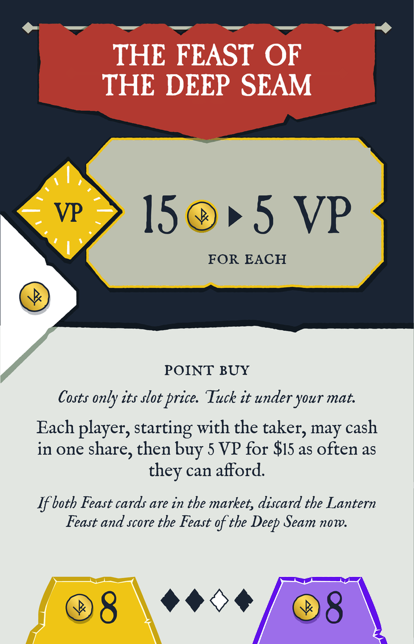 THE FEAST OF
THE DEEP SEAM
VP
15 ▶ 5 VP
FOR EACH
POINT BUY
Costs only its slot price. Tuck it under your mat.
Each player, starting with the taker, may cash
in one share, then buy 5 VP for $15 as often as
they can afford.
If both Feast cards are in the market, discard the Lantern
Feast and score the Feast of the Deep Seam now.
8
8